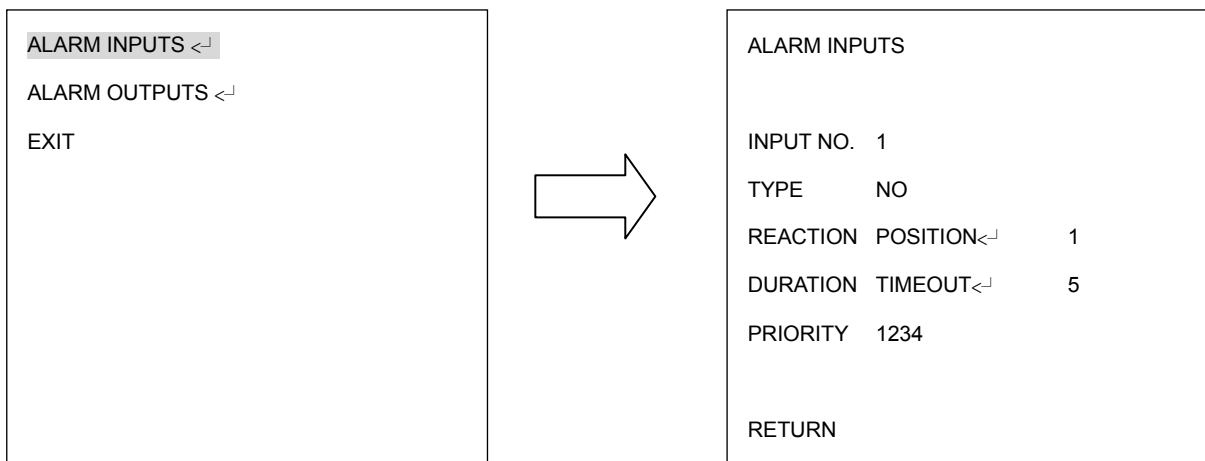 ALARM INPUTS ↵
ALARM OUTPUTS ↵
EXIT
ALARM INPUTS
INPUT NO. 1
TYPE NO
REACTION POSITION↵ 1
DURATION TIMEOUT↵ 5
PRIORITY 1234
RETURN